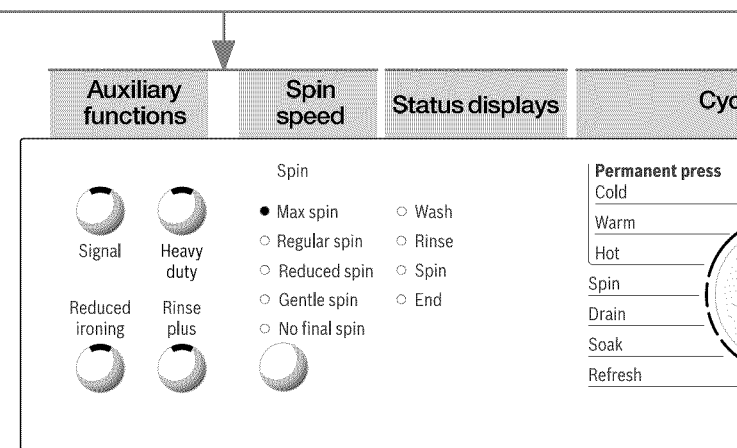 Auxiliary
functions
Spin
speed
Status displays
Signal
Heavy
duty
Reduced
ironing
Rinse
plus
Spin
Max spin
Regular spin
Reduced spin
Gentle spin
No final spin
Wash
Rinse
Spin
End
Permanent press
Cold
Warm
Hot
Spin
Drain
Soak
Refresh